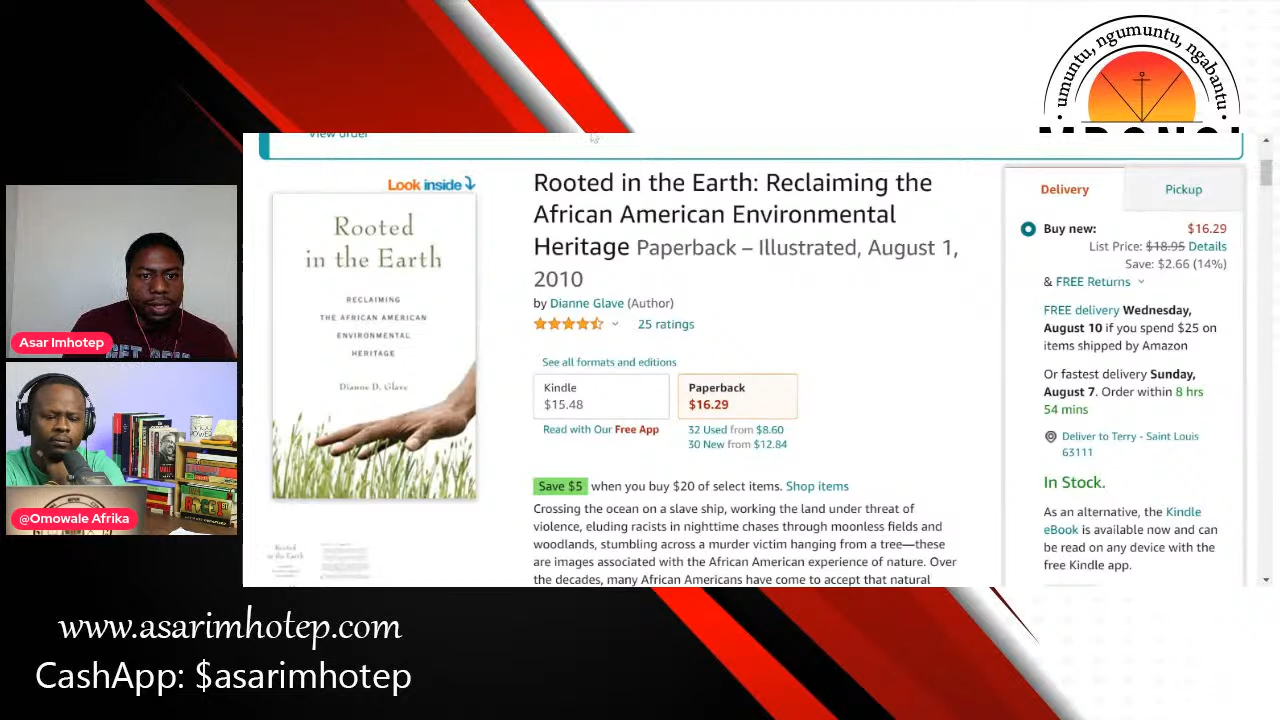 umuntu, ngumuntu, ngabantu
View order
Look inside
Rooted
in the Earth
RECLAIMING
THE AFRICAN AMERICAN
ENVIRONMENTAL
HERITAGE
Dianne D. Glave
Rooted in the Earth: Reclaiming the
African American Environmental
Heritage Paperback – Illustrated, August 1,
2010
by Dianne Glave (Author)
25 ratings
See all formats and editions
Kindle
$15.48
Read with Our Free App
Paperback
$16.29
32 Used from $8.60
30 New from $12.84
Save $5 when you buy $20 of select items. Shop items
Crossing the ocean on a slave ship, working the land under threat of
violence, eluding racists in nighttime chases through moonless fields and
woodlands, stumbling across a murder victim hanging from a tree—these
are images associated with the African American experience of nature. Over
the decades, many African Americans have come to accept that natural
Delivery
Pickup
Buy new: $16.29
List Price: $18.95 Details
Save: $2.66 (14%)
& FREE Returns
FREE delivery Wednesday,
August 10 if you spend $25 on
items shipped by Amazon
Or fastest delivery Sunday,
August 7. Order within 8 hrs
54 mins
Deliver to Terry - Saint Louis
63111
In Stock.
As an alternative, the Kindle
eBook is available now and can
be read on any device with the
free Kindle app.
Asar Imhotep
@Omowale Afrika
www.asarimhotep.com
CashApp: $asarimhotep